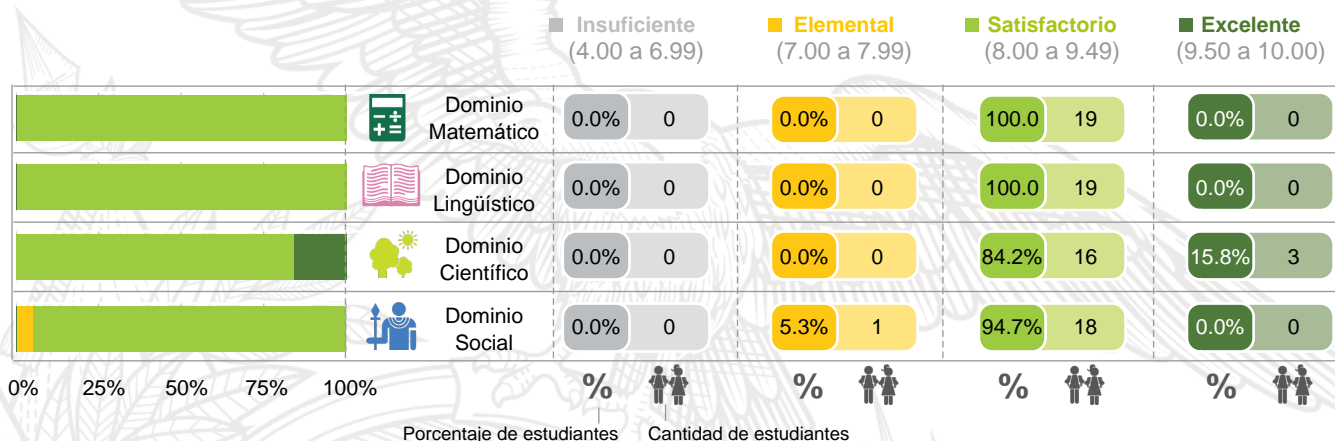 Insuficiente Elemental Satisfactorio Excelente
(4.00 a 6.99) (7.00 a 7.99) (8.00 a 9.49) (9.50 a 10.00)
Dominio
Matemático
0.0% 0 0.0% 0 100.0 19 0.0% 0
Dominio
Lingüístico
0.0% 0 0.0% 0 100.0 19 0.0% 0
Dominio
Científico
0.0% 0 0.0% 0 84.2% 16 15.8% 3
Dominio
Social
0.0% 0 5.3% 1 94.7% 18 0.0% 0
0% 25% 50% 75% 100% % % % %
Porcentaje de estudiantes Cantidad de estudiantes